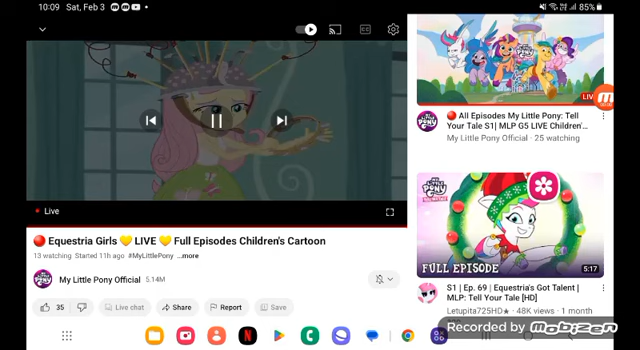 10:09 Sat, Feb 3
85%
Live
🔴 Equestria Girls 💛 LIVE 💛 Full Episodes Children's Cartoon
13 watching Started 11h ago #MyLittlePony ...more
My Little Pony Official 5.14M
35
Live chat
Share
Report
Save
LIVE
🔴 All Episodes My Little Pony: Tell
Your Tale S1| MLP G5 LIVE Children'...
My Little Pony Official · 25 watching
FULL EPISODE
5:17
S1 | Ep. 69 | Equestria's Got Talent |
MLP: Tell Your Tale [HD]
Letupita725HD★ · 48K views · 1 month
Recorded by Mobizen